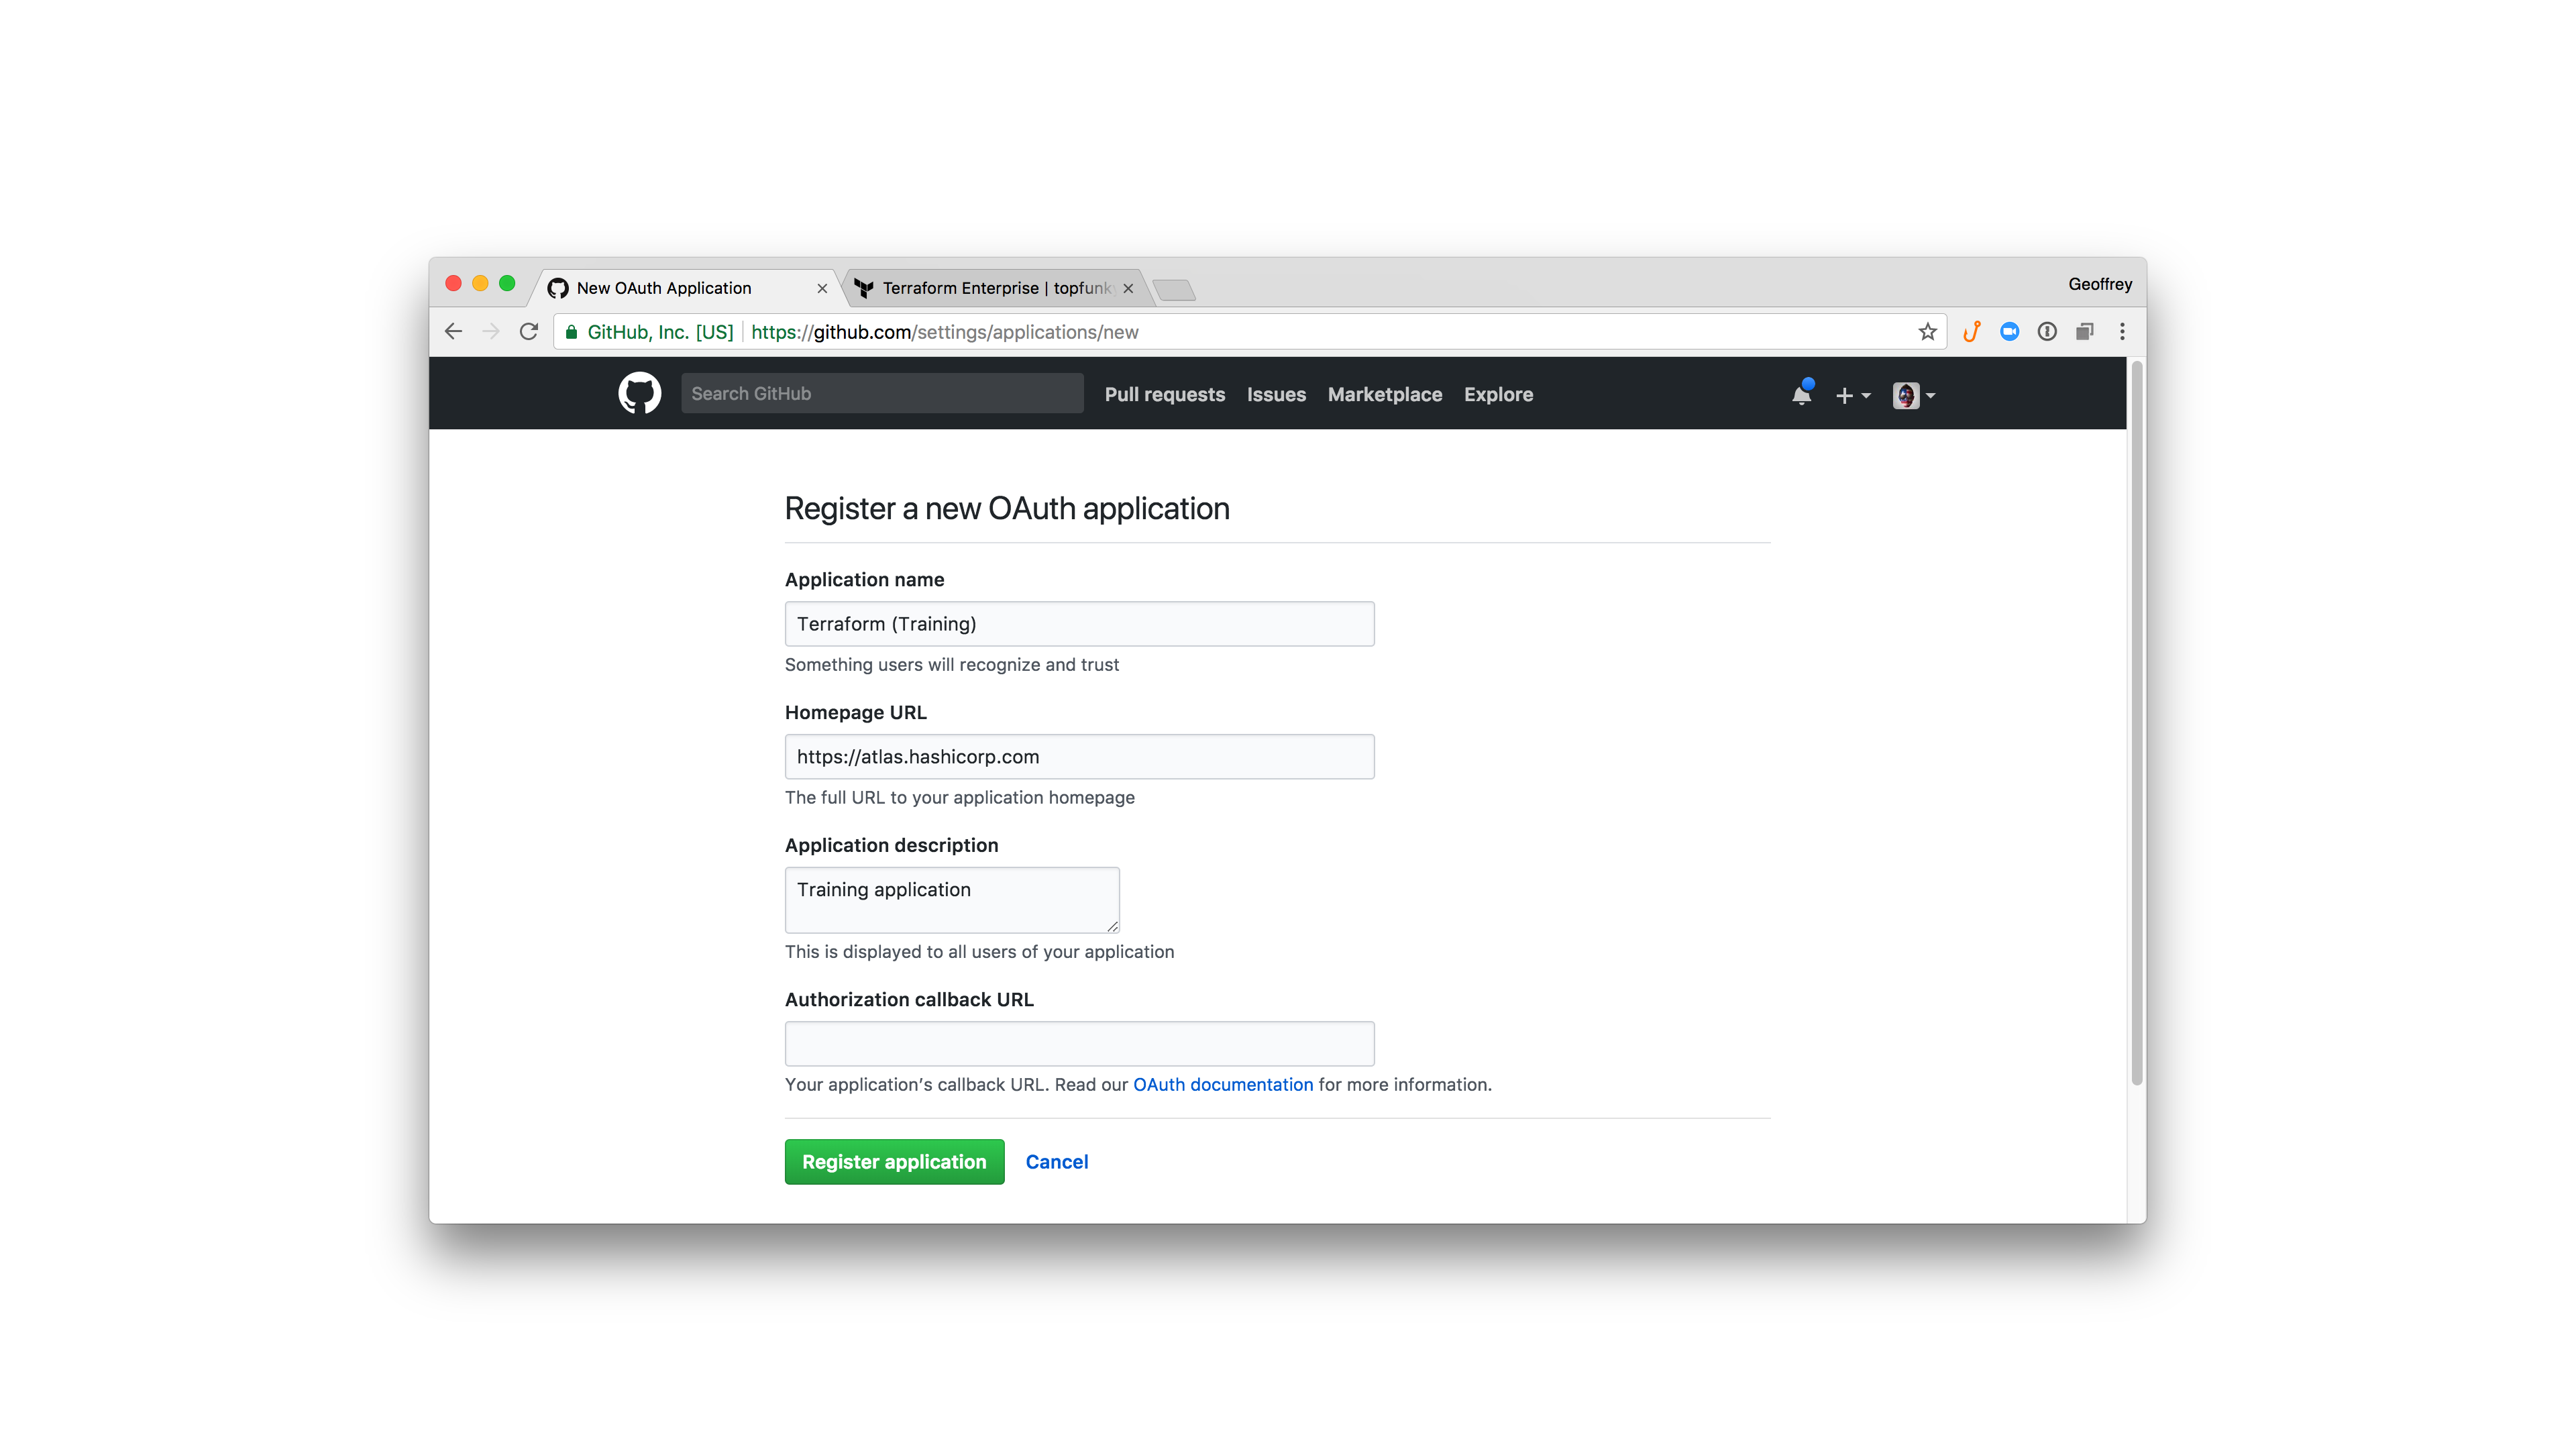 New OAuth Application
Terraform Enterprise | topfunky
Geoffrey
GitHub, Inc. [US] https://github.com/settings/applications/new
Search GitHub
Pull requests Issues Marketplace Explore
Register a new OAuth application
Application name
Terraform (Training)
Something users will recognize and trust
Homepage URL
https://atlas.hashicorp.com
The full URL to your application homepage
Application description
Training application
This is displayed to all users of your application
Authorization callback URL
Your application’s callback URL. Read our OAuth documentation for more information.
Register application Cancel